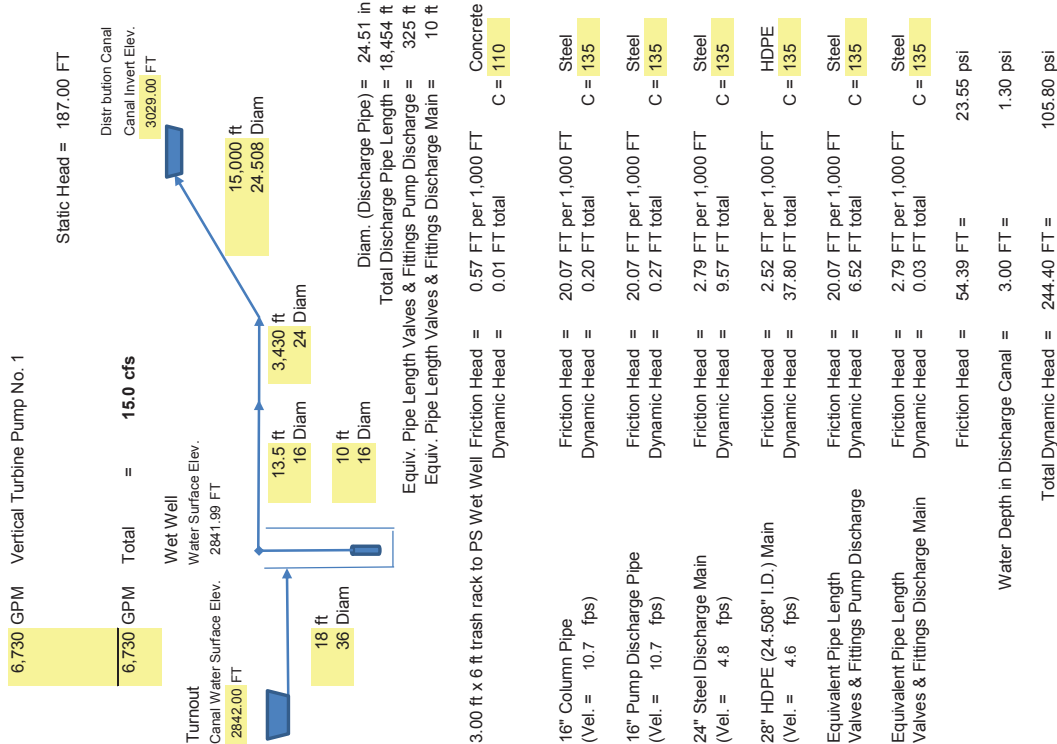 6,730 GPM Vertical Turbine Pump No. 1
6,730 GPM Total = 15.0 cfs
Static Head = 187.00 FT
Turnout
Canal Water Surface Elev.
2842.00 FT
Wet Well
Water Surface Elev.
2841.99 FT
Distr bution Canal
Canal Invert Elev.
3029.00 FT
18 ft
36 Diam
13.5 ft
16 Diam
10 ft
16 Diam
3,430 ft
24 Diam
15,000 ft
24.508 Diam
Diam. (Discharge Pipe) = 24.51 in
Total Discharge Pipe Length = 18,454 ft
Equiv. Pipe Length Valves & Fittings Pump Discharge = 325 ft
Equiv. Pipe Length Valves & Fittings Discharge Main = 10 ft
3.00 ft x 6 ft trash rack to PS Wet Well Friction Head = 0.57 FT per 1,000 FT Concrete
Dynamic Head = 0.01 FT total C = 110
16" Column Pipe Friction Head = 20.07 FT per 1,000 FT Steel
(Vel. = 10.7 fps) Dynamic Head = 0.20 FT total C = 135
16" Pump Discharge Pipe Friction Head = 20.07 FT per 1,000 FT Steel
(Vel. = 10.7 fps) Dynamic Head = 0.27 FT total C = 135
24" Steel Discharge Main Friction Head = 2.79 FT per 1,000 FT Steel
(Vel. = 4.8 fps) Dynamic Head = 9.57 FT total C = 135
28" HDPE (24.508" I.D.) Main Friction Head = 2.52 FT per 1,000 FT HDPE
(Vel. = 4.6 fps) Dynamic Head = 37.80 FT total C = 135
Equivalent Pipe Length Friction Head = 20.07 FT per 1,000 FT Steel
Valves & Fittings Pump Discharge Dynamic Head = 6.52 FT total C = 135
Equivalent Pipe Length Friction Head = 2.79 FT per 1,000 FT Steel
Valves & Fittings Discharge Main Dynamic Head = 0.03 FT total C = 135
Friction Head = 54.39 FT = 23.55 psi
Water Depth in Discharge Canal = 3.00 FT = 1.30 psi
Total Dynamic Head = 244.40 FT = 105.80 psi